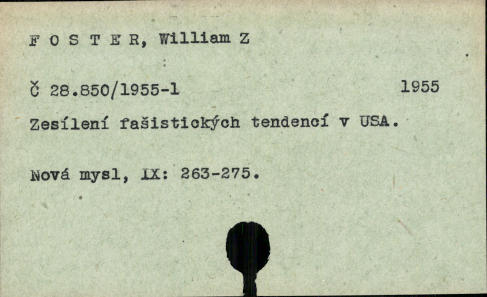 F O S T E R, William Z
Č 28.850/1955-1 1955
Zesílení fašistických tendencí v USA.
Nová mysl, IX: 263-275.